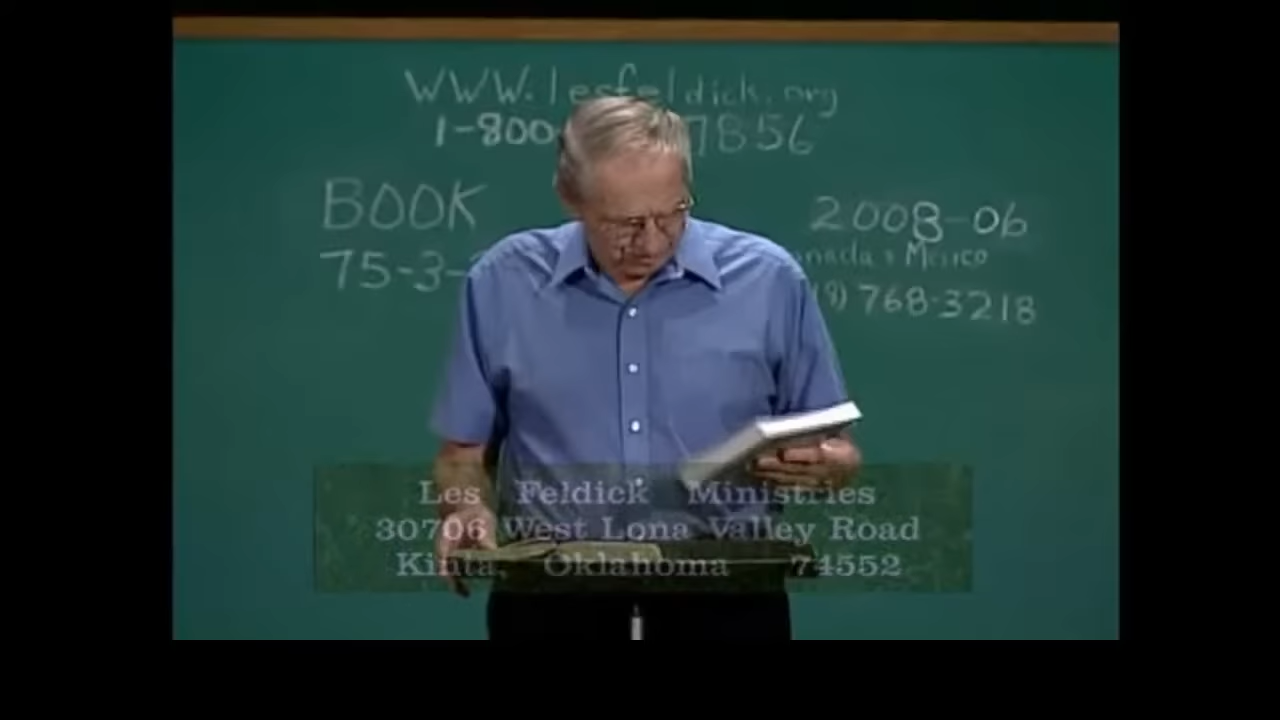 WWW.lesfeldick.org
1-800- 7856
BOOK
75-3-
2008-06
Mexico
768-3218
Les Feldick Ministries
30706 West Lona Valley Road
Kinta, Oklahoma 74552